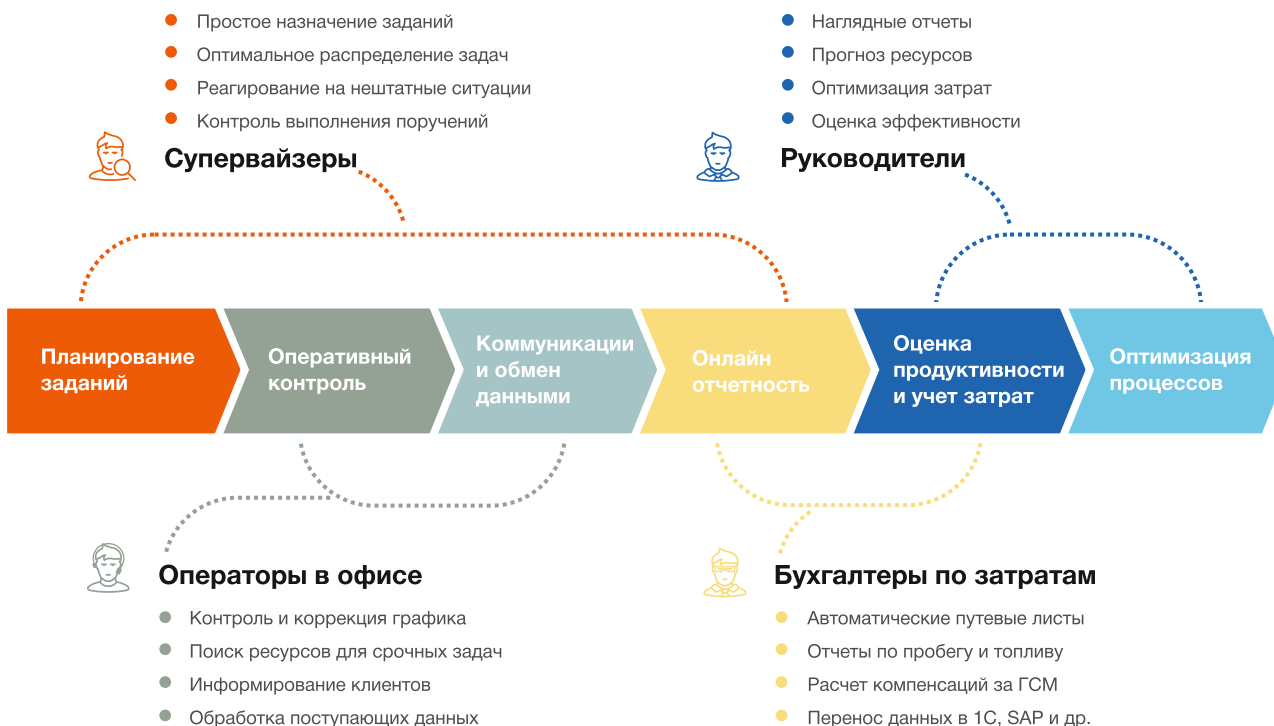 Простое назначение заданий
Оптимальное распределение задач
Реагирование на нештатные ситуации
Контроль выполнения поручений
Супервайзеры
Наглядные отчеты
Прогноз ресурсов
Оптимизация затрат
Оценка эффективности
Руководители
Планирование
заданий
Оперативный
контроль
Коммуникации
и обмен
данными
Онлайн
отчетность
Оценка
продуктивности
и учет затрат
Оптимизация
процессов
Операторы в офисе
Контроль и коррекция графика
Поиск ресурсов для срочных задач
Информирование клиентов
Обработка поступающих данных
Бухгалтеры по затратам
Автоматические путевые листы
Отчеты по пробегу и топливу
Расчет компенсаций за ГСМ
Перенос данных в 1С, SAP и др.